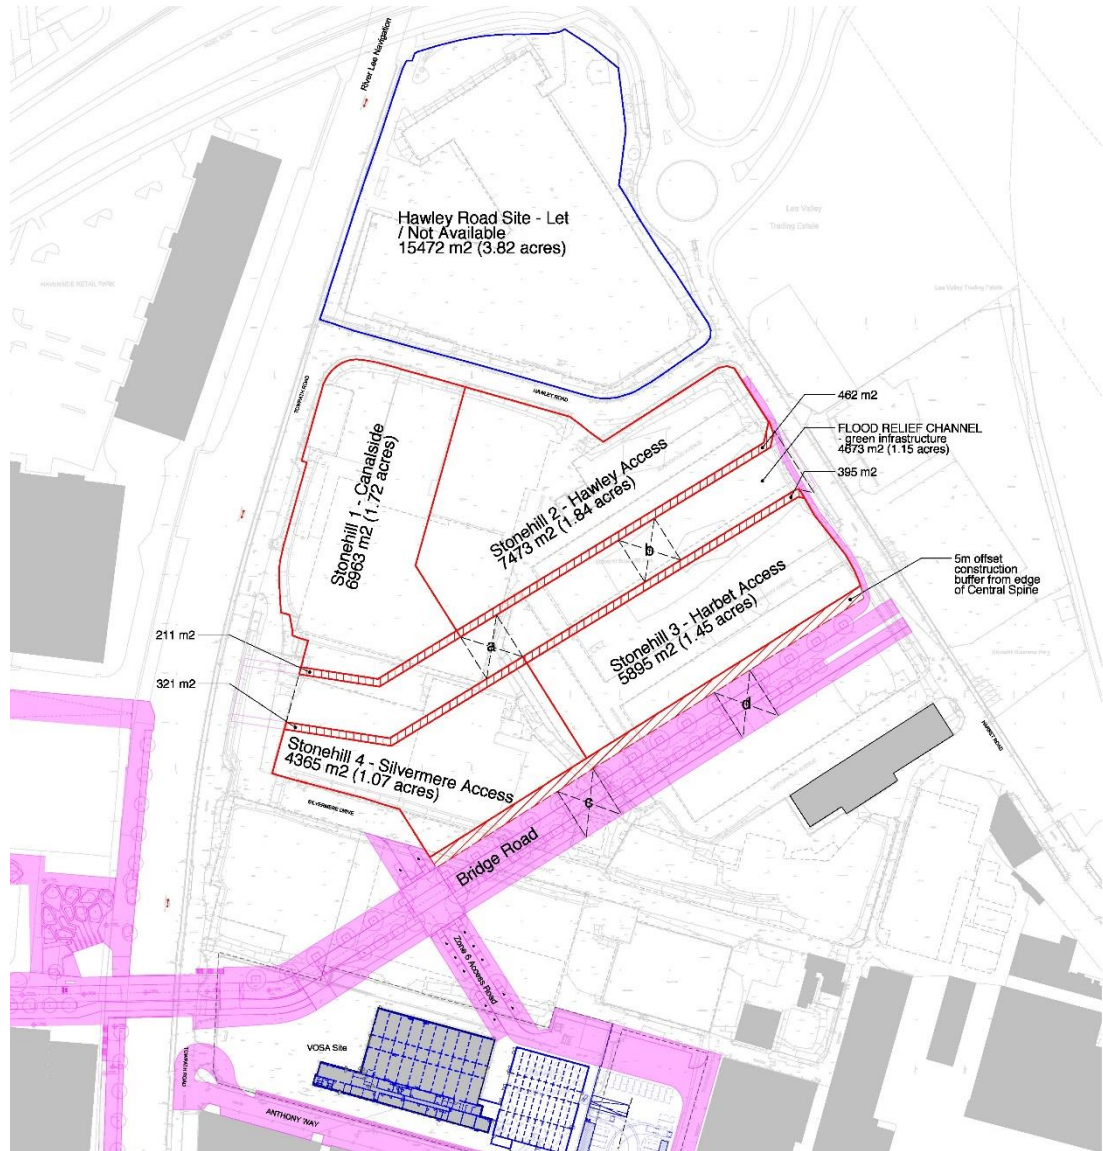 River Lee Navigation
Hawley Road Site - Let
/ Not Available
15472 m2 (3.82 acres)
Lee Valley
Trading Estate
Lee Valley Trading Estate
RAVENSIDE RETAIL PARK
TOWPATH ROAD
HAWLEY ROAD
462 m2
FLOOD RELIEF CHANNEL
- green infrastructure
4673 m2 (1.15 acres)
395 m2
Stonehill 1 - Canalside
6963 m2 (1.72 acres)
Stonehill 2 - Hawley Access
7473 m2 (1.84 acres)
b
5m offset
construction
buffer from edge
of Central Spine
Stonehill 3 - Harbet Access
5895 m2 (1.45 acres)
211 m2
a
321 m2
d
Stonehill 4 - Silvermere Access
4365 m2 (1.07 acres)
HARBET ROAD
SILVERMERE DRIVE
c
Bridge Road
Zone 6 Access Road
VOSA Site
TOWPATH ROAD
ANTHONY WAY